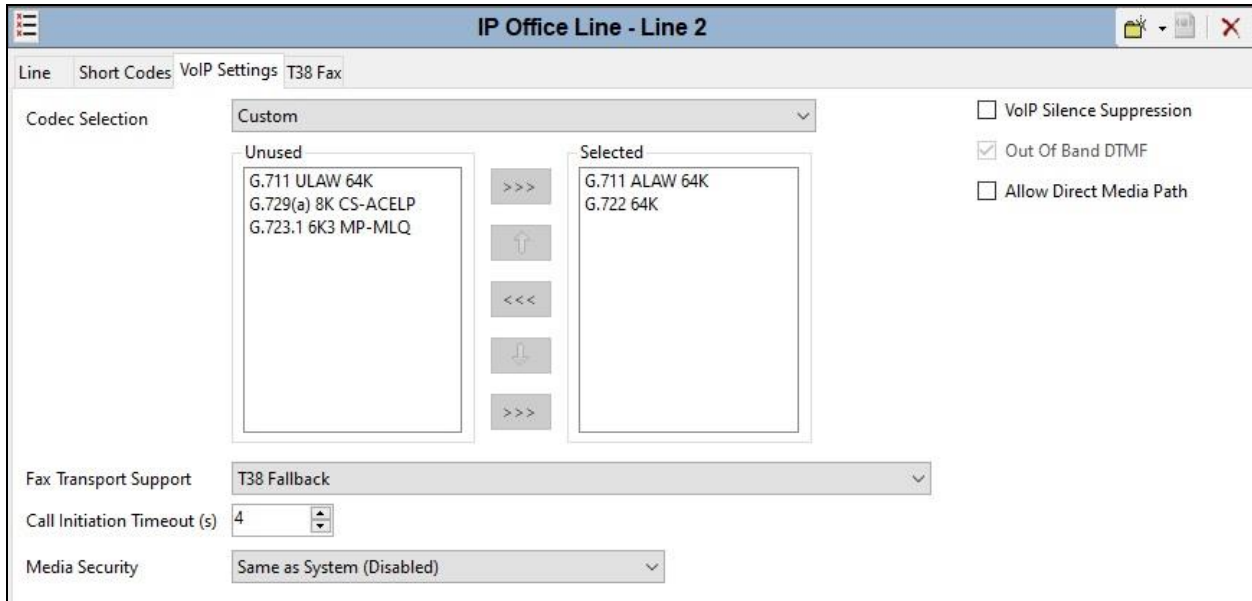 IP Office Line - Line 2
Line Short Codes VoIP Settings T38 Fax
Codec Selection
Custom
Unused
G.711 ULAW 64K
G.729(a) 8K CS-ACELP
G.723.1 6K3 MP-MLQ
>>>
<<<
>>>
Selected
G.711 ALAW 64K
G.722 64K
VoIP Silence Suppression
Out Of Band DTMF
Allow Direct Media Path
Fax Transport Support
T38 Fallback
Call Initiation Timeout (s)
4
Media Security
Same as System (Disabled)